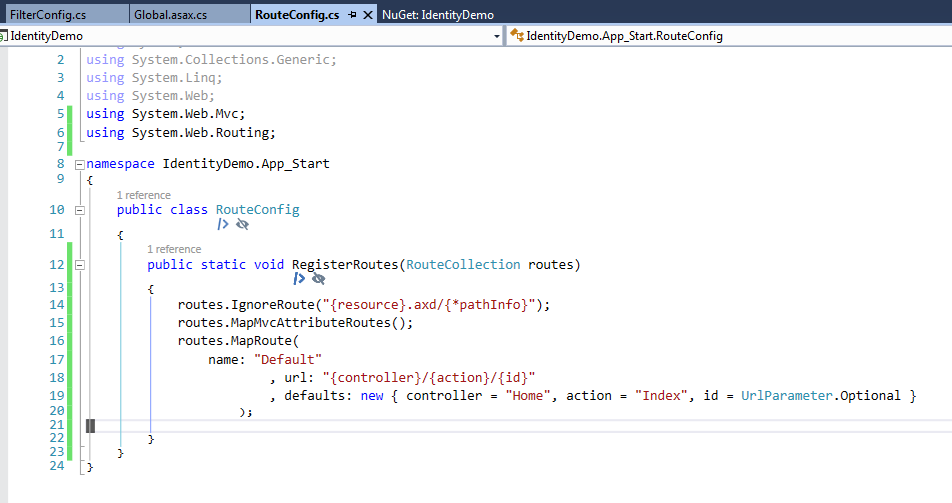 FilterConfig.cs Global.asax.cs RouteConfig.cs NuGet: IdentityDemo
IdentityDemo IdentityDemo.App_Start.RouteConfig
2 using System.Collections.Generic;
3 using System.Linq;
4 using System.Web;
5 using System.Web.Mvc;
6 using System.Web.Routing;
7
8 namespace IdentityDemo.App_Start
9 {
1 reference
10 public class RouteConfig
11 {
1 reference
12 public static void RegisterRoutes(RouteCollection routes)
13 {
14 routes.IgnoreRoute("{resource}.axd/{*pathInfo}");
15 routes.MapMvcAttributeRoutes();
16 routes.MapRoute(
17 name: "Default"
18 , url: "{controller}/{action}/{id}"
19 , defaults: new { controller = "Home", action = "Index", id = UrlParameter.Optional }
20 );
21
22 }
23 }
24 }